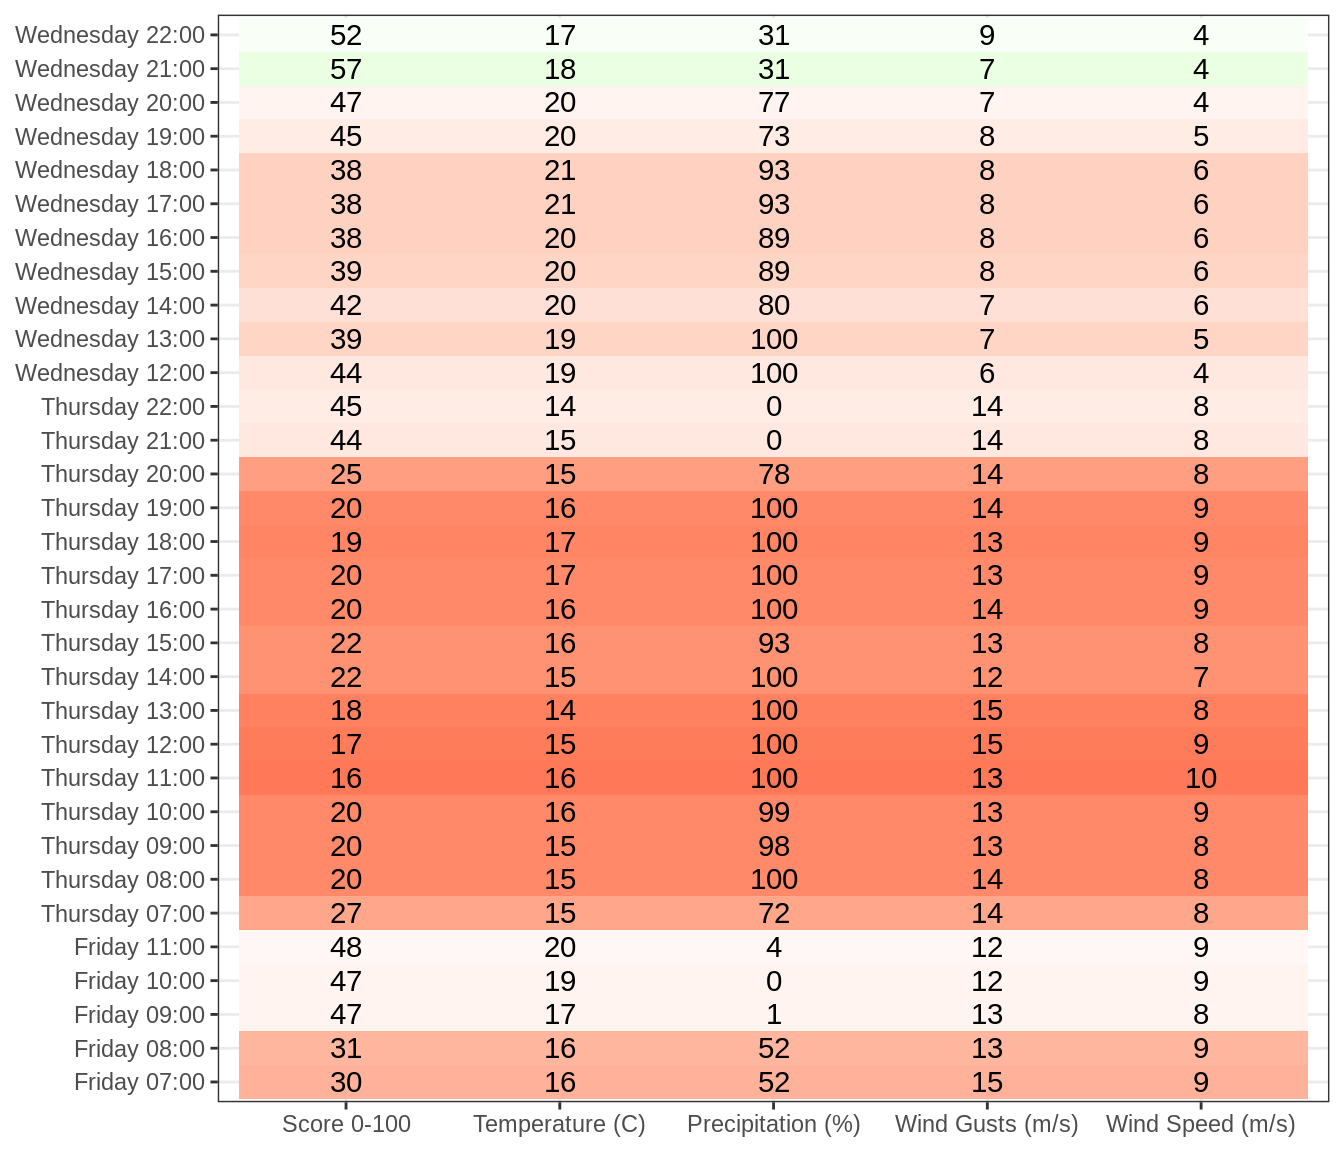 Wednesday 22:00 52 17 31 9 4
Wednesday 21:00 57 18 31 7 4
Wednesday 20:00 47 20 77 7 4
Wednesday 19:00 45 20 73 8 5
Wednesday 18:00 38 21 93 8 6
Wednesday 17:00 38 21 93 8 6
Wednesday 16:00 38 20 89 8 6
Wednesday 15:00 39 20 89 8 6
Wednesday 14:00 42 20 80 7 6
Wednesday 13:00 39 19 100 7 5
Wednesday 12:00 44 19 100 6 4
Thursday 22:00 45 14 0 14 8
Thursday 21:00 44 15 0 14 8
Thursday 20:00 25 15 78 14 8
Thursday 19:00 20 16 100 14 9
Thursday 18:00 19 17 100 13 9
Thursday 17:00 20 17 100 13 9
Thursday 16:00 20 16 100 14 9
Thursday 15:00 22 16 93 13 8
Thursday 14:00 22 15 100 12 7
Thursday 13:00 18 14 100 15 8
Thursday 12:00 17 15 100 15 9
Thursday 11:00 16 16 100 13 10
Thursday 10:00 20 16 99 13 9
Thursday 09:00 20 15 98 13 8
Thursday 08:00 20 15 100 14 8
Thursday 07:00 27 15 72 14 8
Friday 11:00 48 20 4 12 9
Friday 10:00 47 19 0 12 9
Friday 09:00 47 17 1 13 8
Friday 08:00 31 16 52 13 9
Friday 07:00 30 16 52 15 9
Score 0-100 Temperature (C) Precipitation (%) Wind Gusts (m/s) Wind Speed (m/s)